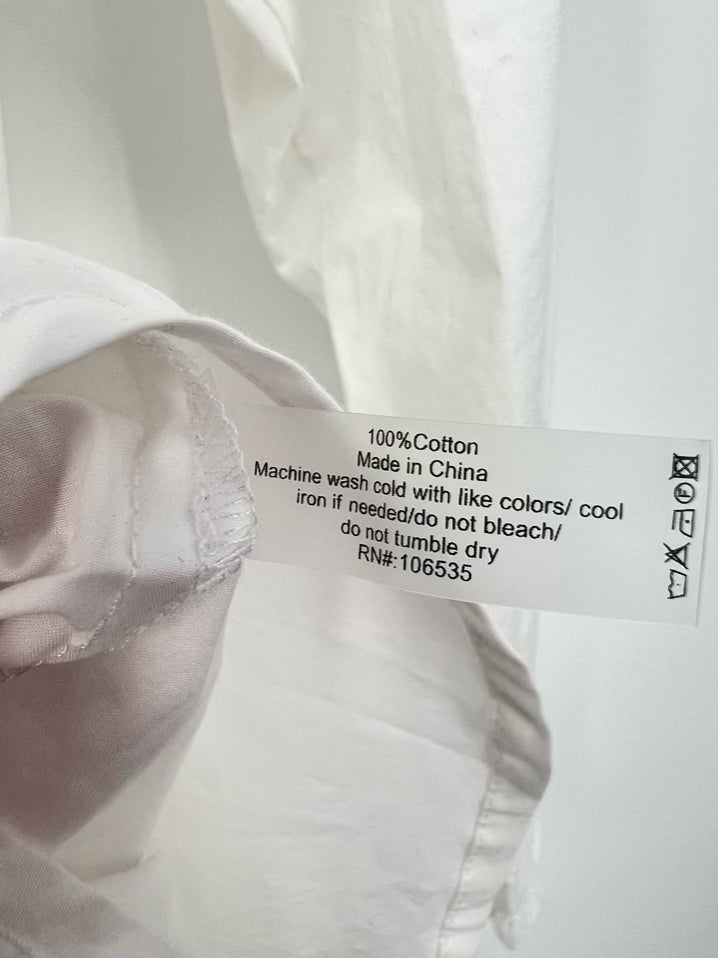 100%Cotton
Made in China
Machine wash cold with like colors/ cool
iron if needed/do not bleach/
do not tumble dry
RN#:106535
F